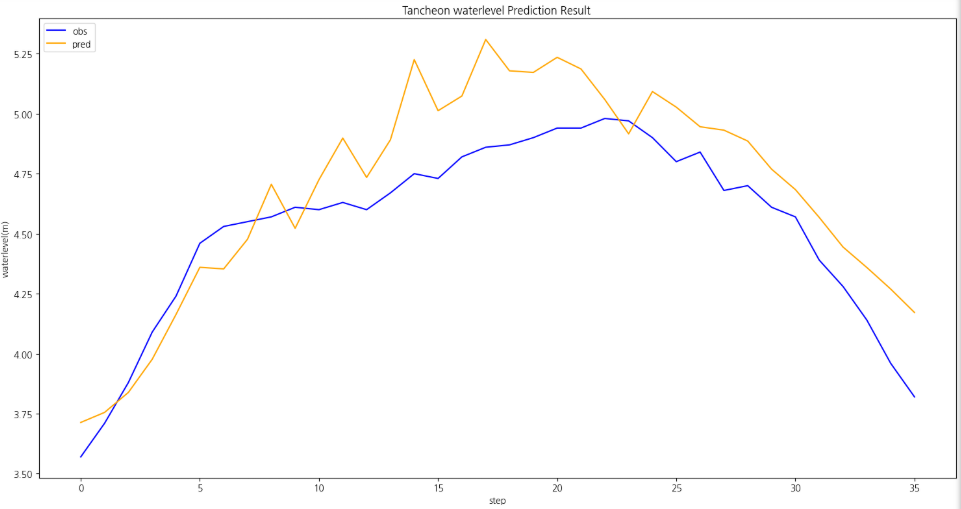 Tancheon waterlevel Prediction Result
obs
pred
waterlevel(m)
5.25
5.00
4.75
4.50
4.25
4.00
3.75
3.50
0 5 10 15 20 25 30 35
step